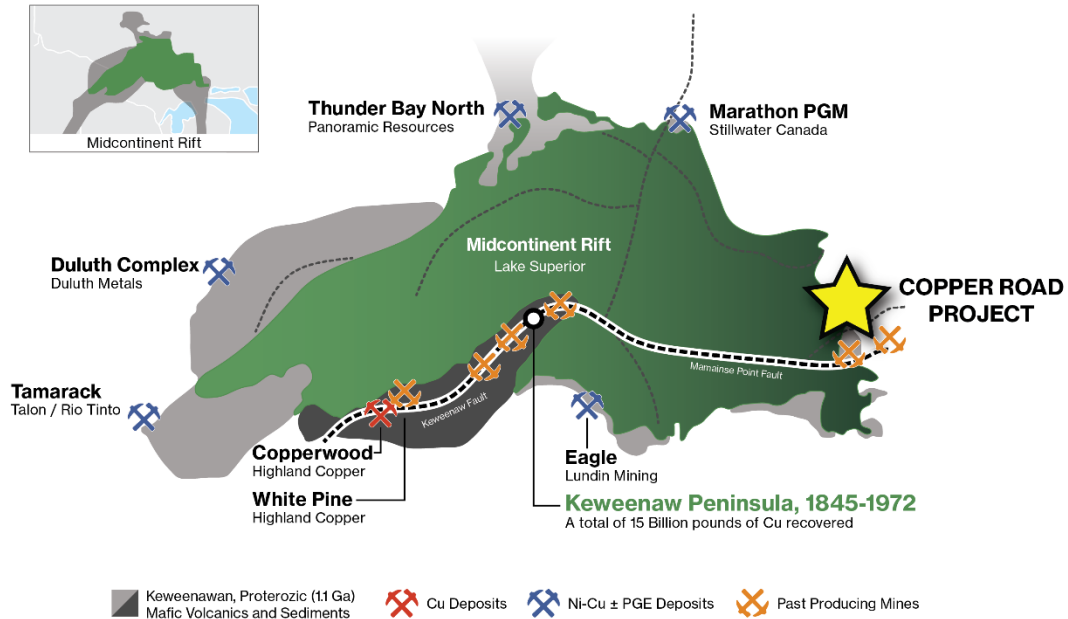 Midcontinent Rift
Thunder Bay North
Panoramic Resources
Marathon PGM
Stillwater Canada
Duluth Complex
Duluth Metals
Midcontinent Rift
Lake Superior
COPPER ROAD
PROJECT
Mamainse Point Fault
Tamarack
Talon / Rio Tinto
Keweenaw Fault
Copperwood
Highland Copper
White Pine
Highland Copper
Eagle
Lundin Mining
Keweenaw Peninsula, 1845-1972
A total of 15 Billion pounds of Cu recovered
Keweenawan, Proterozic (1.1 Ga)
Mafic Volcanics and Sediments
Cu Deposits
Ni-Cu ± PGE Deposits
Past Producing Mines